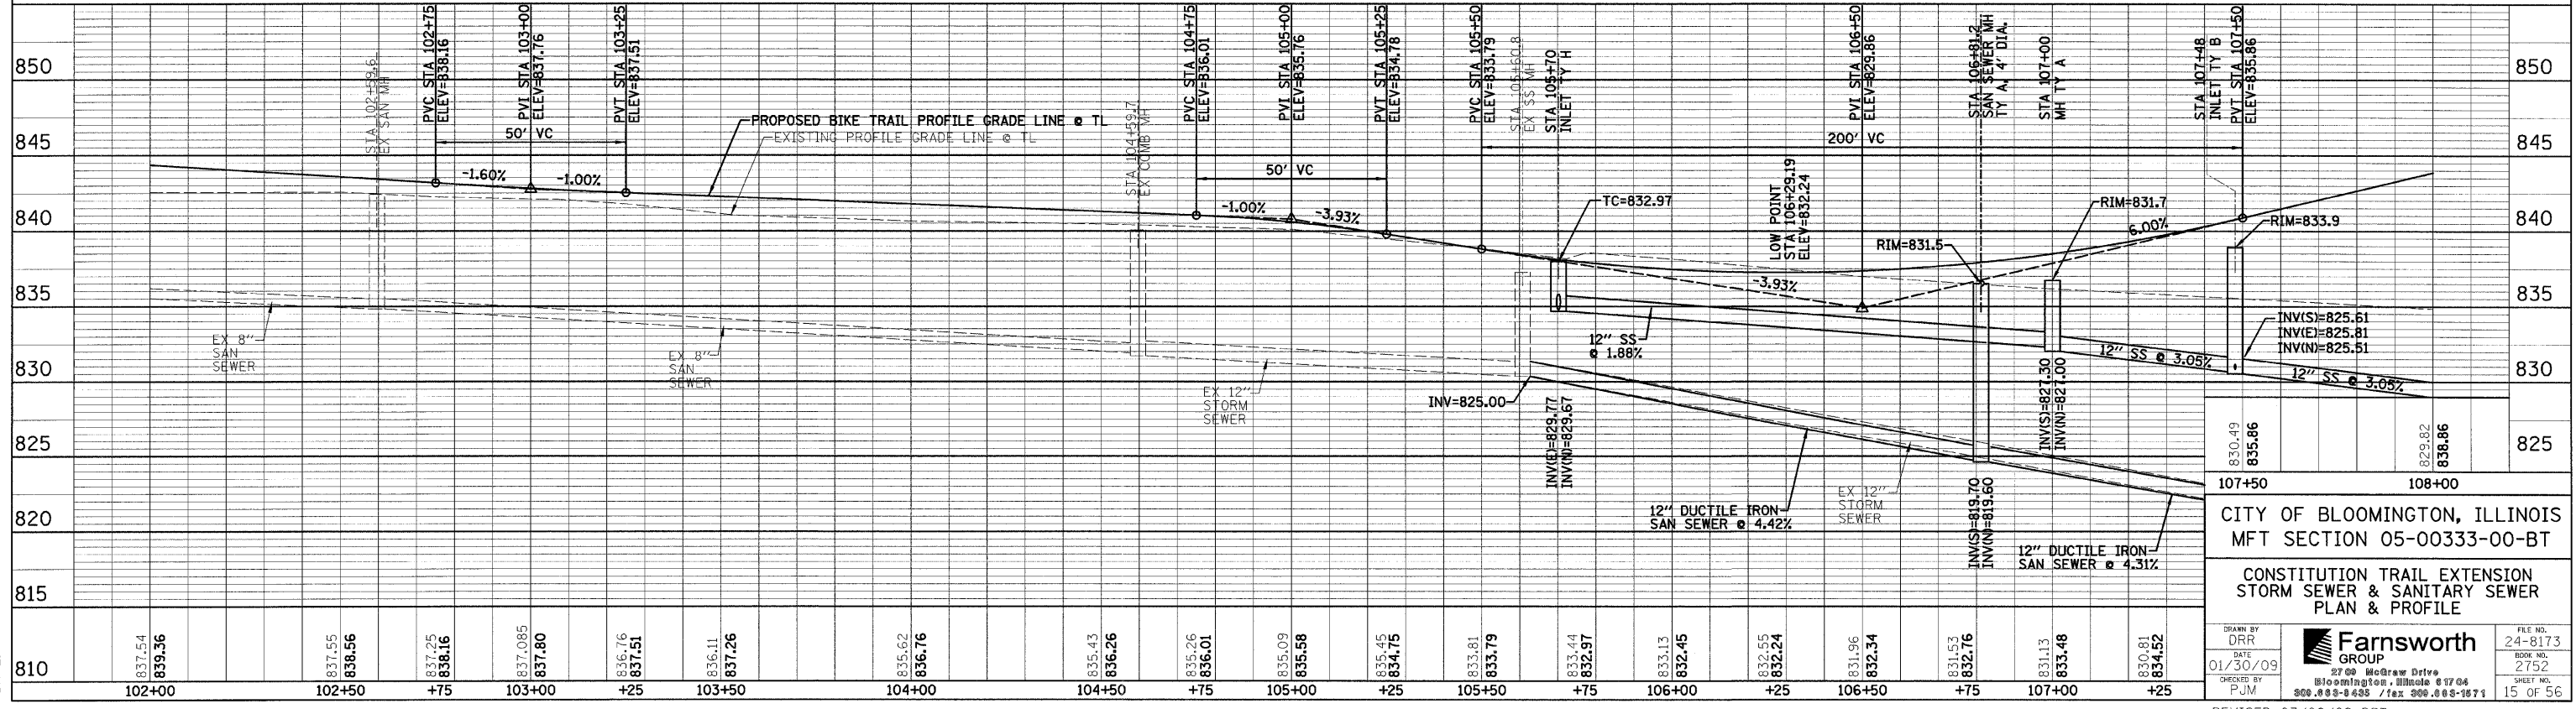 850
845
840
835
830
825
820
815
810
850
845
840
835
830
825
STA 102+59.6
EX SAN MH
PVC STA 102+75
ELEV=838.16
PVI STA 103+00
ELEV=837.76
PVT STA 103+25
ELEV=837.51
50' VC
-1.60%
-1.00%
PROPOSED BIKE TRAIL PROFILE GRADE LINE @ TL
EXISTING PROFILE GRADE LINE @ TL
STA 104+59.7
EX COMB MH
PVC STA 104+75
ELEV=836.01
PVI STA 105+00
ELEV=835.76
PVT STA 105+25
ELEV=834.78
50' VC
-1.00%
-3.93%
PVC STA 105+50
ELEV=833.79
STA 105+60.8
EX SS MH
STA 105+70
INLET TY H
TC=832.97
200' VC
LOW POINT
STA 106+29.19
ELEV=832.24
-3.93%
PVI STA 106+50
ELEV=829.86
STA 106+81.2
SAN SEWER MH
TY A, 4' DIA.
STA 107+00
MH TY A
RIM=831.5
RIM=831.7
6.00%
STA 107+48
INLET TY B
PVT STA 107+50
ELEV=835.86
RIM=833.9
INV(S)=825.61
INV(E)=825.81
INV(N)=825.51
EX 8"
SAN
SEWER
EX 8"
SAN
SEWER
EX 12"
STORM
SEWER
INV=825.00
12" SS
@ 1.88%
INV(E)=829.77
INV(N)=829.67
12" DUCTILE IRON
SAN SEWER @ 4.42%
EX 12"
STORM
SEWER
INV(S)=819.70
INV(N)=819.60
INV(S)=827.30
INV(N)=827.00
12" SS @ 3.05%
12" SS @ 3.05%
12" DUCTILE IRON
SAN SEWER @ 4.31%
837.54
839.36
837.55
838.56
837.25
838.16
837.085
837.80
836.76
837.51
836.11
837.26
835.62
836.76
835.43
836.26
835.26
836.01
835.09
835.58
835.45
834.75
833.81
833.79
833.44
832.97
833.13
832.45
832.55
832.24
831.96
832.34
831.53
832.76
831.13
833.48
830.81
834.52
830.49
835.86
829.82
838.86
102+00
102+50
+75
103+00
+25
103+50
104+00
104+50
+75
105+00
+25
105+50
+75
106+00
+25
106+50
+75
107+00
+25
107+50
108+00
CITY OF BLOOMINGTON, ILLINOIS
MFT SECTION 05-00333-00-BT
CONSTITUTION TRAIL EXTENSION
STORM SEWER & SANITARY SEWER
PLAN & PROFILE
DRAWN BY
DRR
DATE
01/30/09
CHECKED BY
PJM
Farnsworth
GROUP
2709 McGraw Drive
Bloomington, Illinois 61704
309.663-8435 /fax 309.663-1571
FILE NO.
24-8173
BOOK NO.
2752
SHEET NO.
15 OF 56